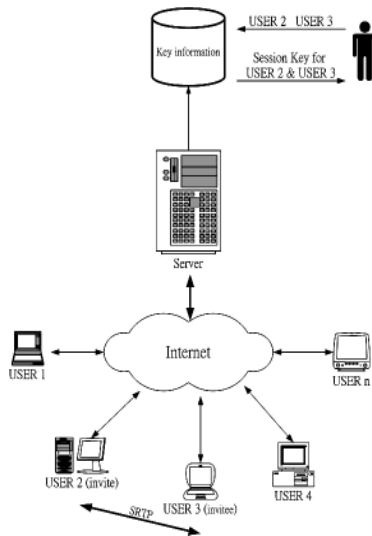 USER 2 USER 3
Key information
Session Key for
USER 2 & USER 3
Server
Internet
USER 1
USER n
USER 2 (invite)
USER 3 (invitee)
USER 4
SRTP